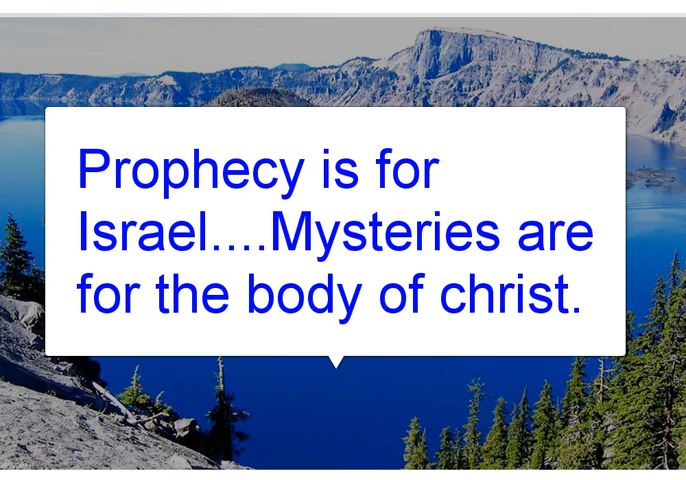 Prophecy is for
Israel....Mysteries are
for the body of christ.